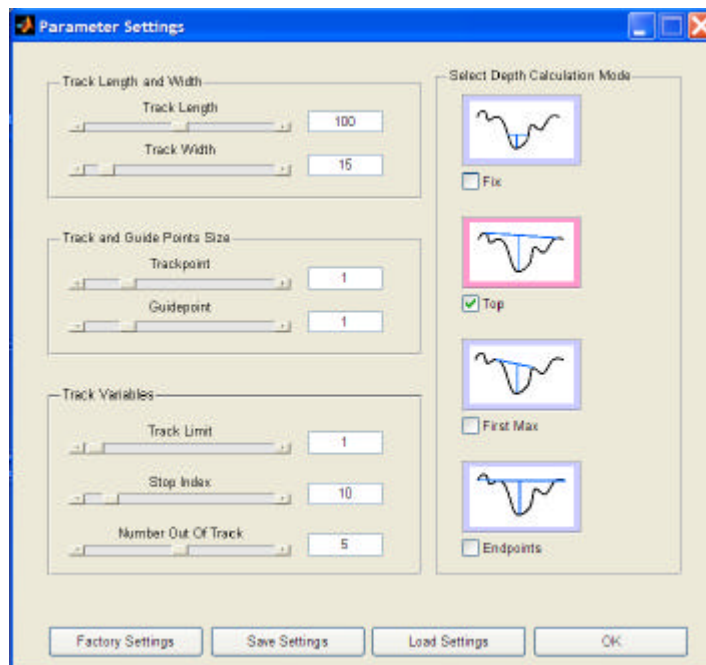 Parameter Settings
Track Length and Width
Track Length
100
Track Width
15
Track and Guide Points Size
Trackpoint
1
Guidepoint
1
Track Variables
Track Limit
1
Stop Index
10
Number Out Of Track
5
Select Depth Calculation Mode
Fix
Top
First Max
Endpoints
Factory Settings
Save Settings
Load Settings
OK